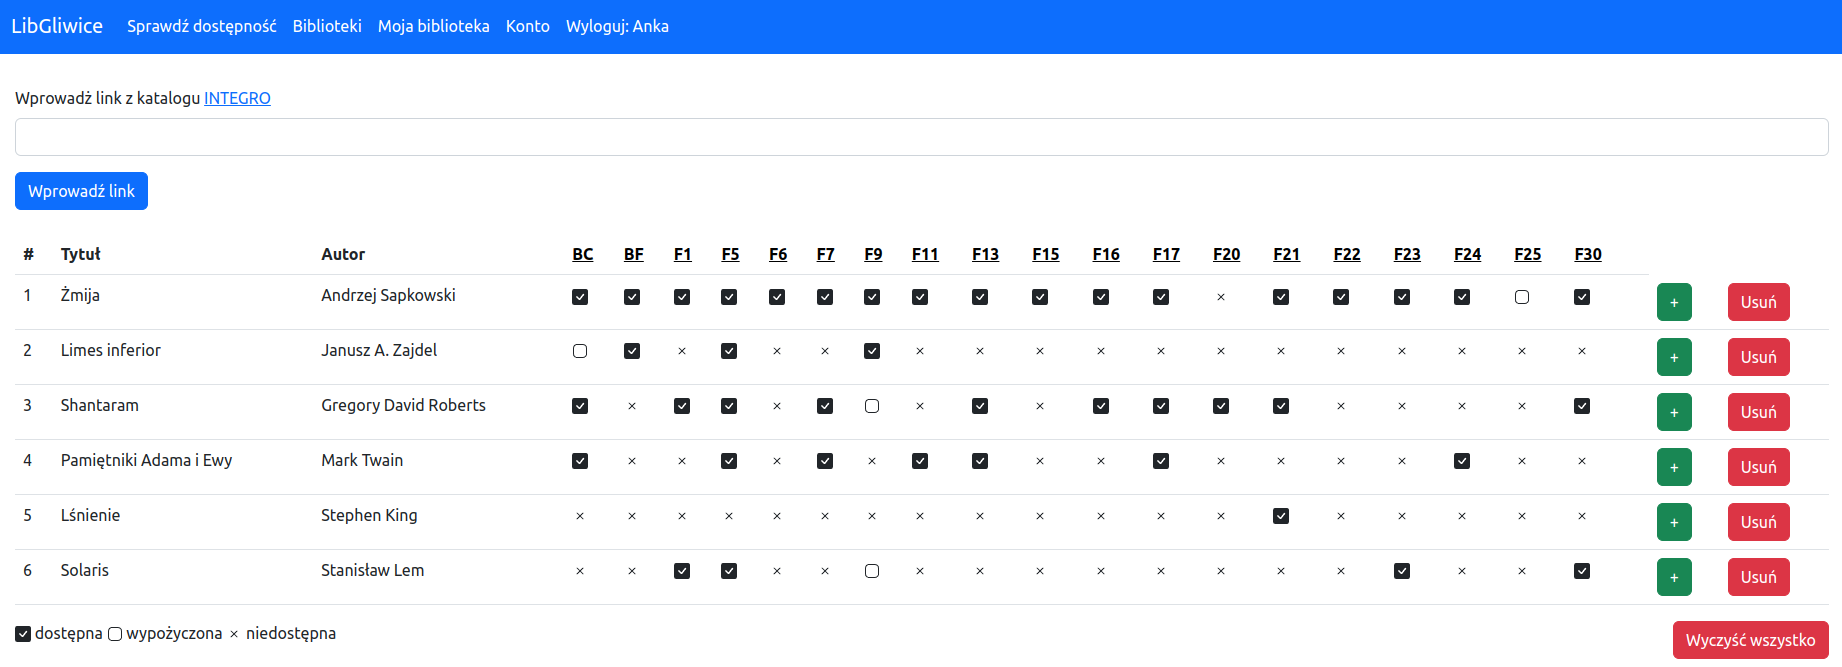 LibGliwice Sprawdź dostępność Biblioteki Moja biblioteka Konto Wyloguj: Anka
Wprowadż link z katalogu INTEGRO
Wprowadź link
# Tytuł Autor BC BF F1 F5 F6 F7 F9 F11 F13 F15 F16 F17 F20 F21 F22 F23 F24 F25 F30
1 Żmija Andrzej Sapkowski + Usuń
2 Limes inferior Janusz A. Zajdel + Usuń
3 Shantaram Gregory David Roberts + Usuń
4 Pamiętniki Adama i Ewy Mark Twain + Usuń
5 Lśnienie Stephen King + Usuń
6 Solaris Stanisław Lem + Usuń
dostępna wypożyczona × niedostępna
Wyczyść wszystko